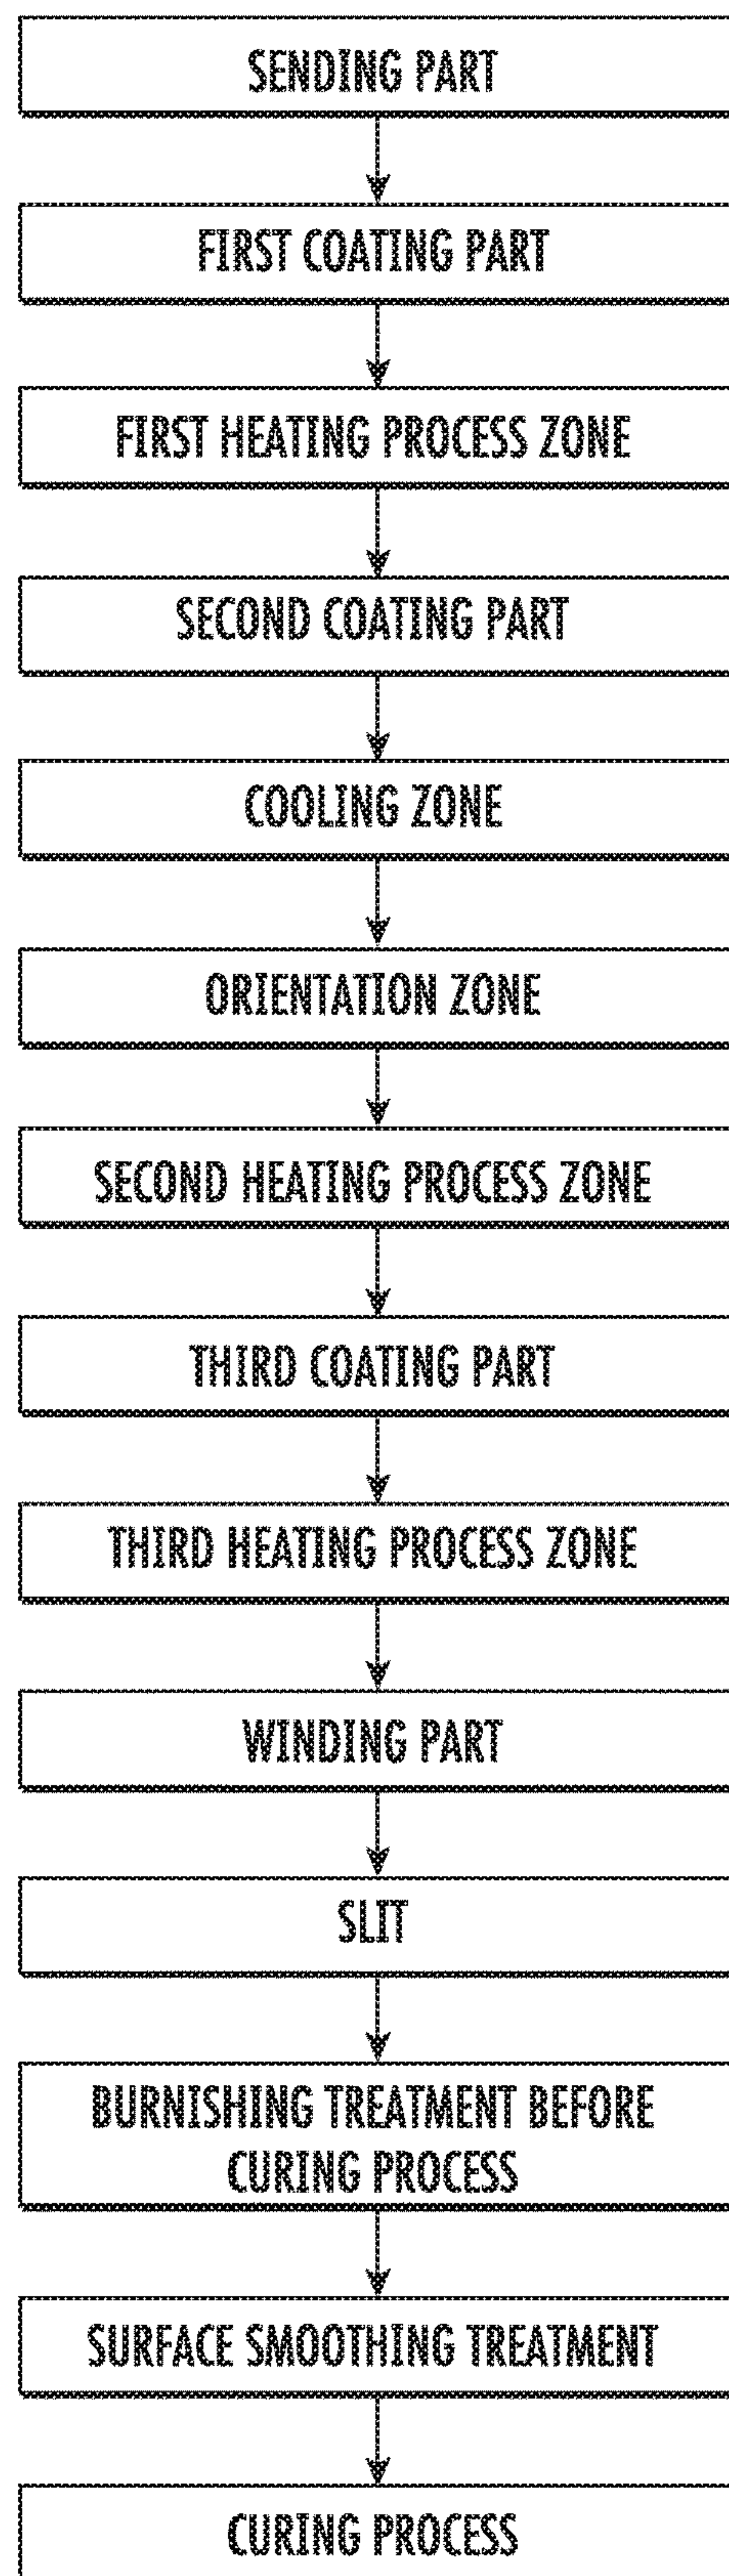 SENDING PART
FIRST COATING PART
FIRST HEATING PROCESS ZONE
SECOND COATING PART
COOLING ZONE
ORIENTATION ZONE
SECOND HEATING PROCESS ZONE
THIRD COATING PART
THIRD HEATING PROCESS ZONE
WINDING PART
SLIT
BURNISHING TREATMENT BEFORE
CURING PROCESS
SURFACE SMOOTHING TREATMENT
CURING PROCESS